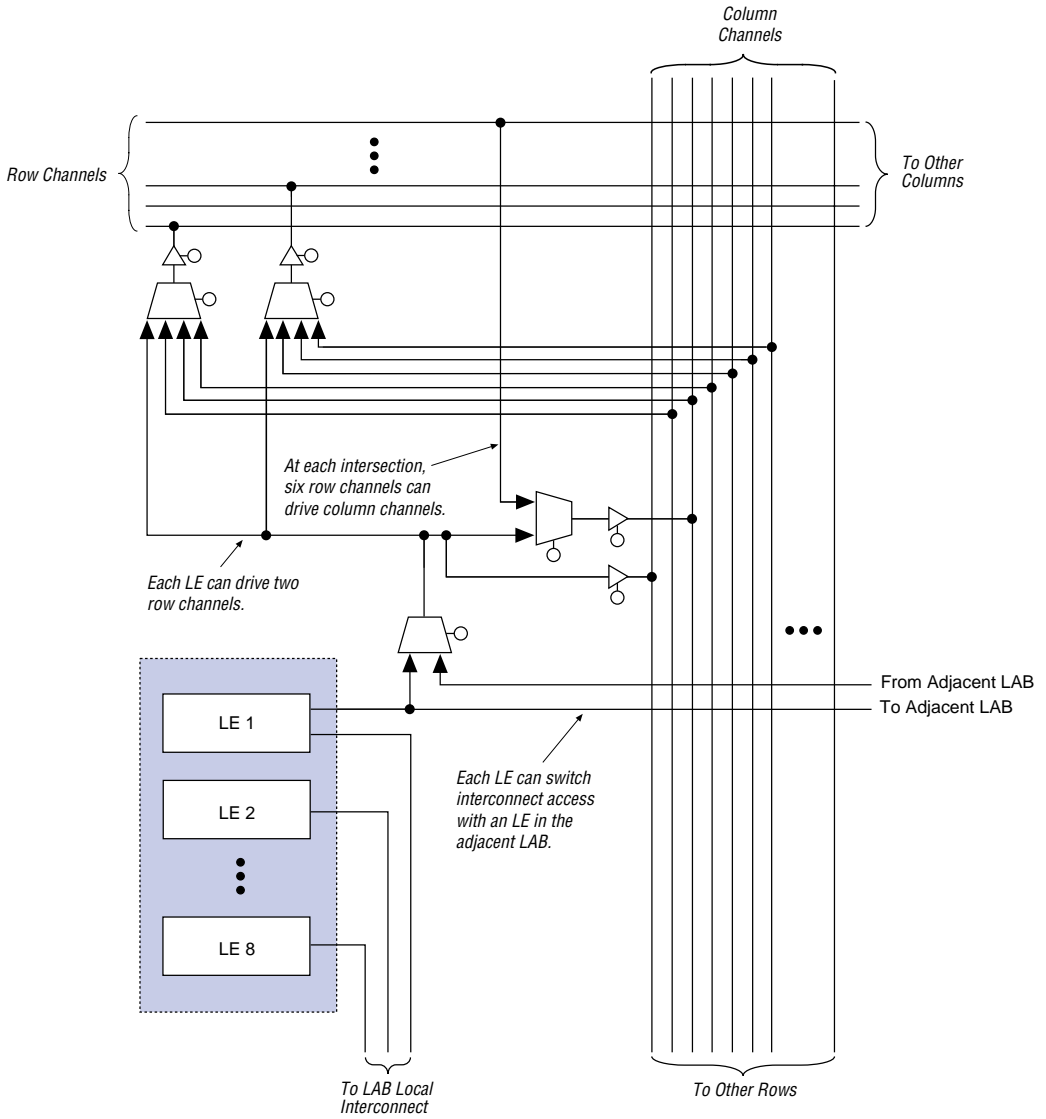 Column
Channels
Row Channels
To Other
Columns
At each intersection,
six row channels can
drive column channels.
Each LE can drive two
row channels.
From Adjacent LAB
To Adjacent LAB
LE 1
Each LE can switch
interconnect access
with an LE in the
adjacent LAB.
LE 2
LE 8
To LAB Local
Interconnect
To Other Rows